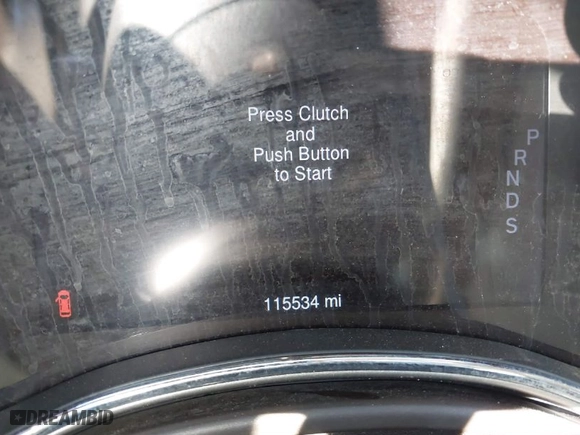 Press Clutch
and
Push Button
to Start
P
R
N
D
S
115534 mi
DREAMBID